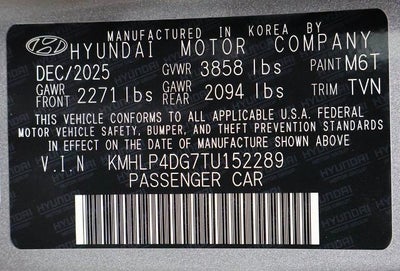 MANUFACTURED IN KOREA BY
HYUNDAI MOTOR COMPANY
DEC/2025 GVWR 3858 lbs PAINT M6T
GAWR FRONT 2271 lbs GAWR REAR 2094 lbs TRIM TVN
THIS VEHICLE CONFORMS TO ALL APPLICABLE U.S.A. FEDERAL
MOTOR VEHICLE SAFETY, BUMPER, AND THEFT PREVENTION STANDARDS
IN EFFECT ON THE DATE OF MANUFACTURE SHOWN ABOVE
V.I.N KMHLP4DG7TU152289
PASSENGER CAR